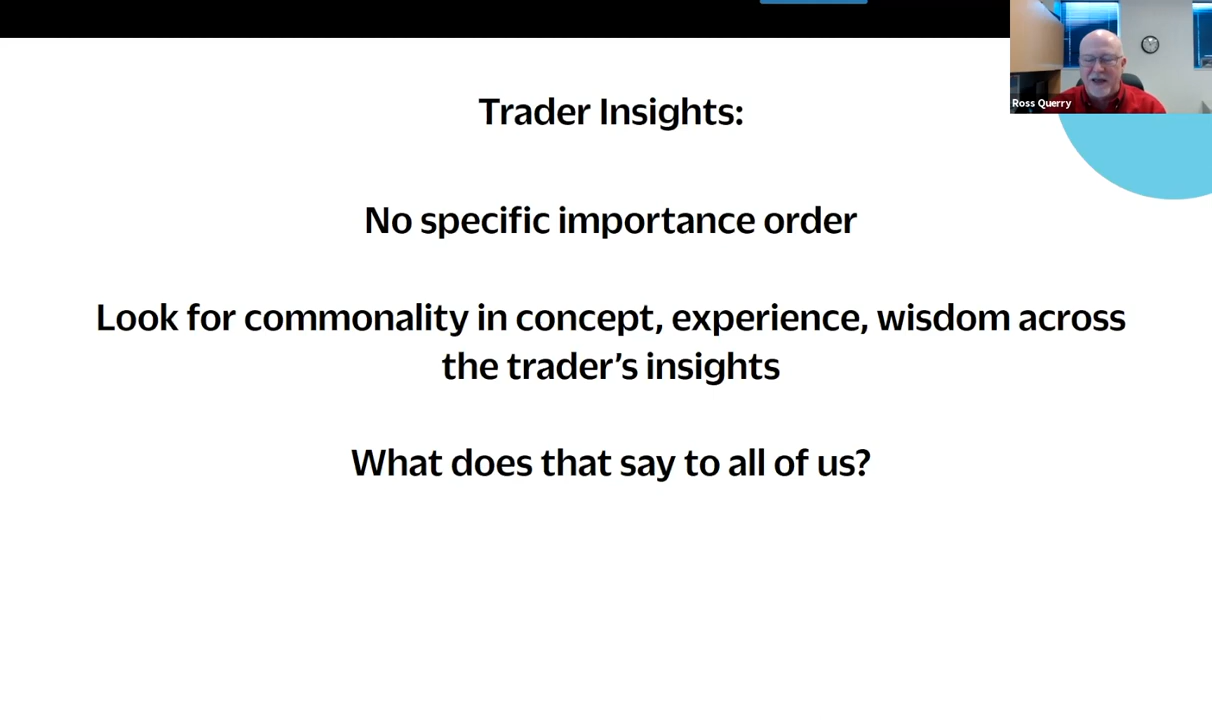 Trader Insights:
Ross Querry
No specific importance order
Look for commonality in concept, experience, wisdom across
the trader’s insights
What does that say to all of us?